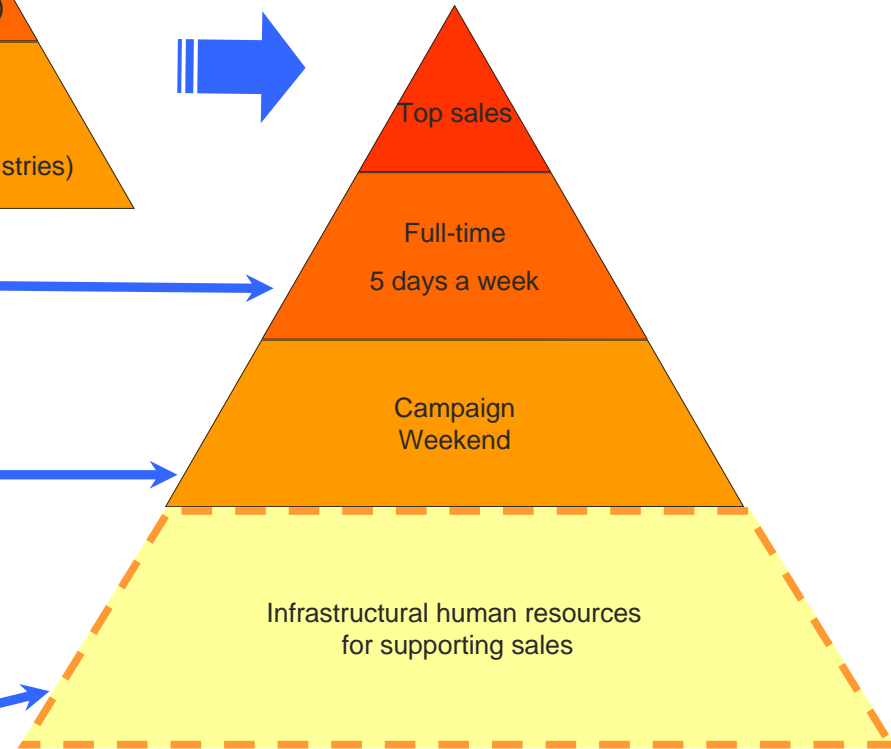 )
stries)
Top sales
Full-time
5 days a week
Campaign
Weekend
Infrastructural human resources
for supporting sales